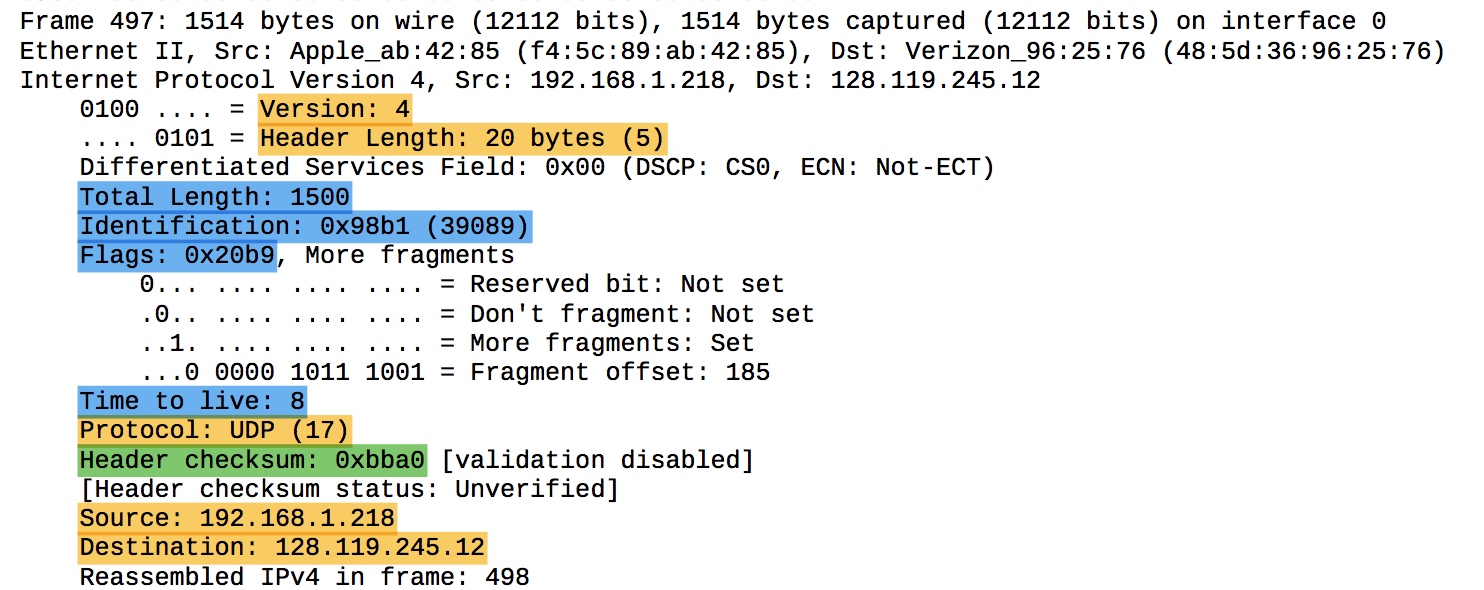 Frame 497: 1514 bytes on wire (12112 bits), 1514 bytes captured (12112 bits) on interface 0
Ethernet II, Src: Apple_ab:42:85 (f4:5c:89:ab:42:85), Dst: Verizon_96:25:76 (48:5d:36:96:25:76)
Internet Protocol Version 4, Src: 192.168.1.218, Dst: 128.119.245.12
0100 .... = Version: 4
.... 0101 = Header Length: 20 bytes (5)
Differentiated Services Field: 0x00 (DSCP: CS0, ECN: Not-ECT)
Total Length: 1500
Identification: 0x98b1 (39089)
Flags: 0x20b9, More fragments
0... .... .... .... = Reserved bit: Not set
.0.. .... .... .... = Don't fragment: Not set
..1. .... .... .... = More fragments: Set
...0 0000 1011 1001 = Fragment offset: 185
Time to live: 8
Protocol: UDP (17)
Header checksum: 0xbba0 [validation disabled]
[Header checksum status: Unverified]
Source: 192.168.1.218
Destination: 128.119.245.12
Reassembled IPv4 in frame: 498